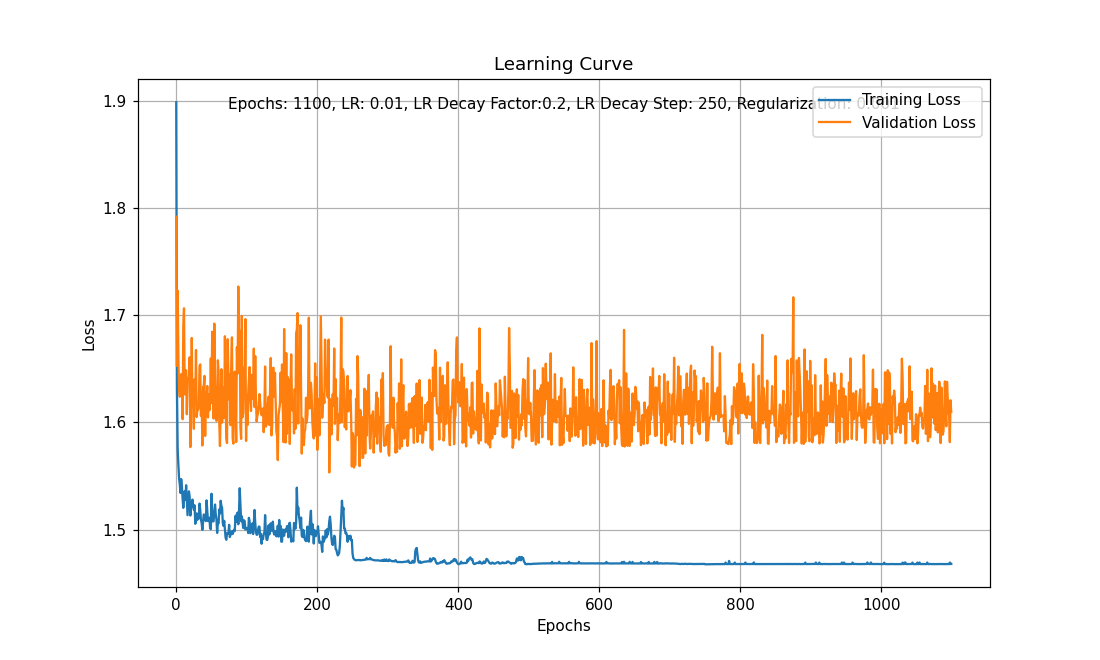 Learning Curve
Epochs: 1100, LR: 0.01, LR Decay Factor:0.2, LR Decay Step: 250, Regularization: 0.001
Training Loss
Validation Loss
1.9
1.8
1.7
1.6
1.5
Loss
0 200 400 600 800 1000
Epochs